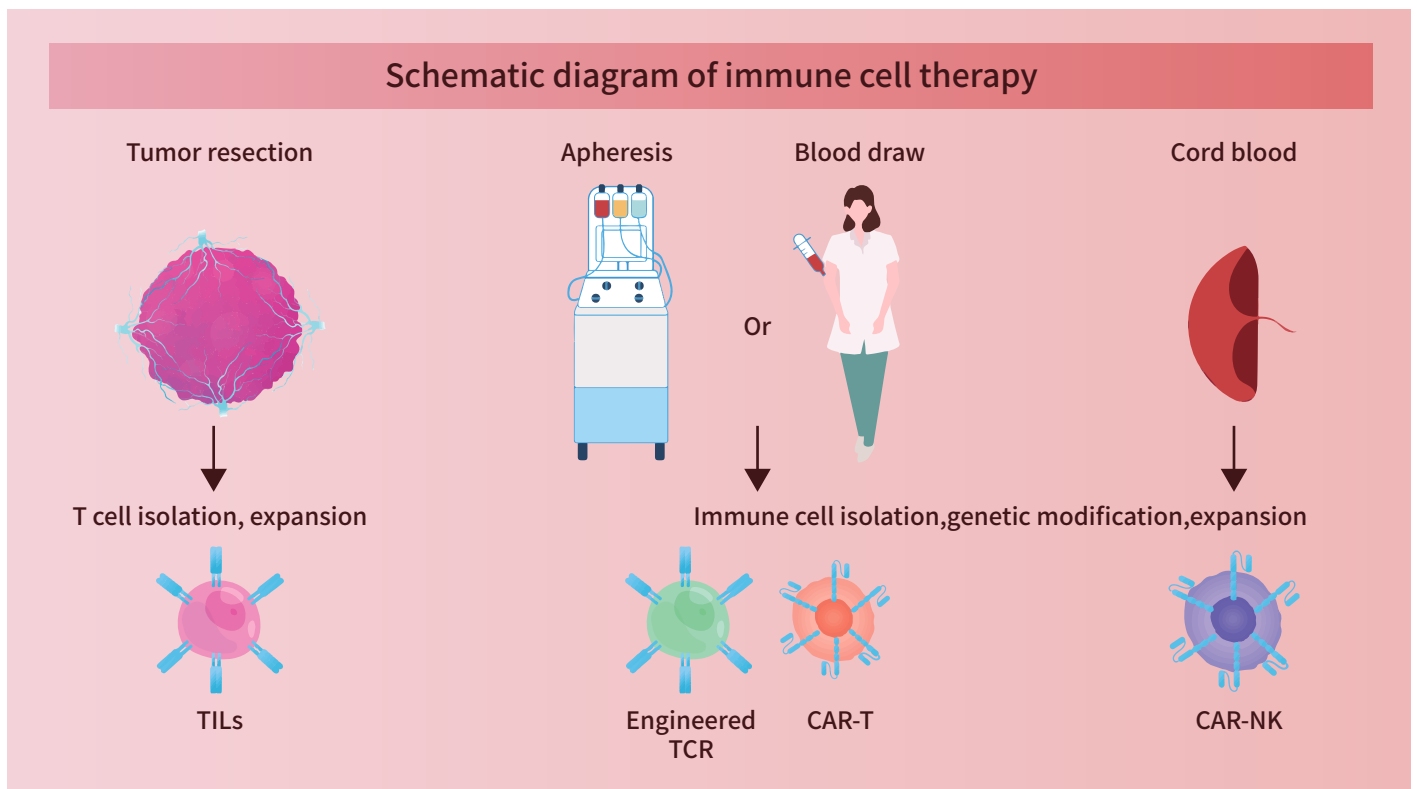 Schematic diagram of immune cell therapy
Tumor resection
Apheresis
Blood draw
Cord blood
Or
T cell isolation, expansion
Immune cell isolation,genetic modification,expansion
TILs
Engineered
TCR
CAR-T
CAR-NK